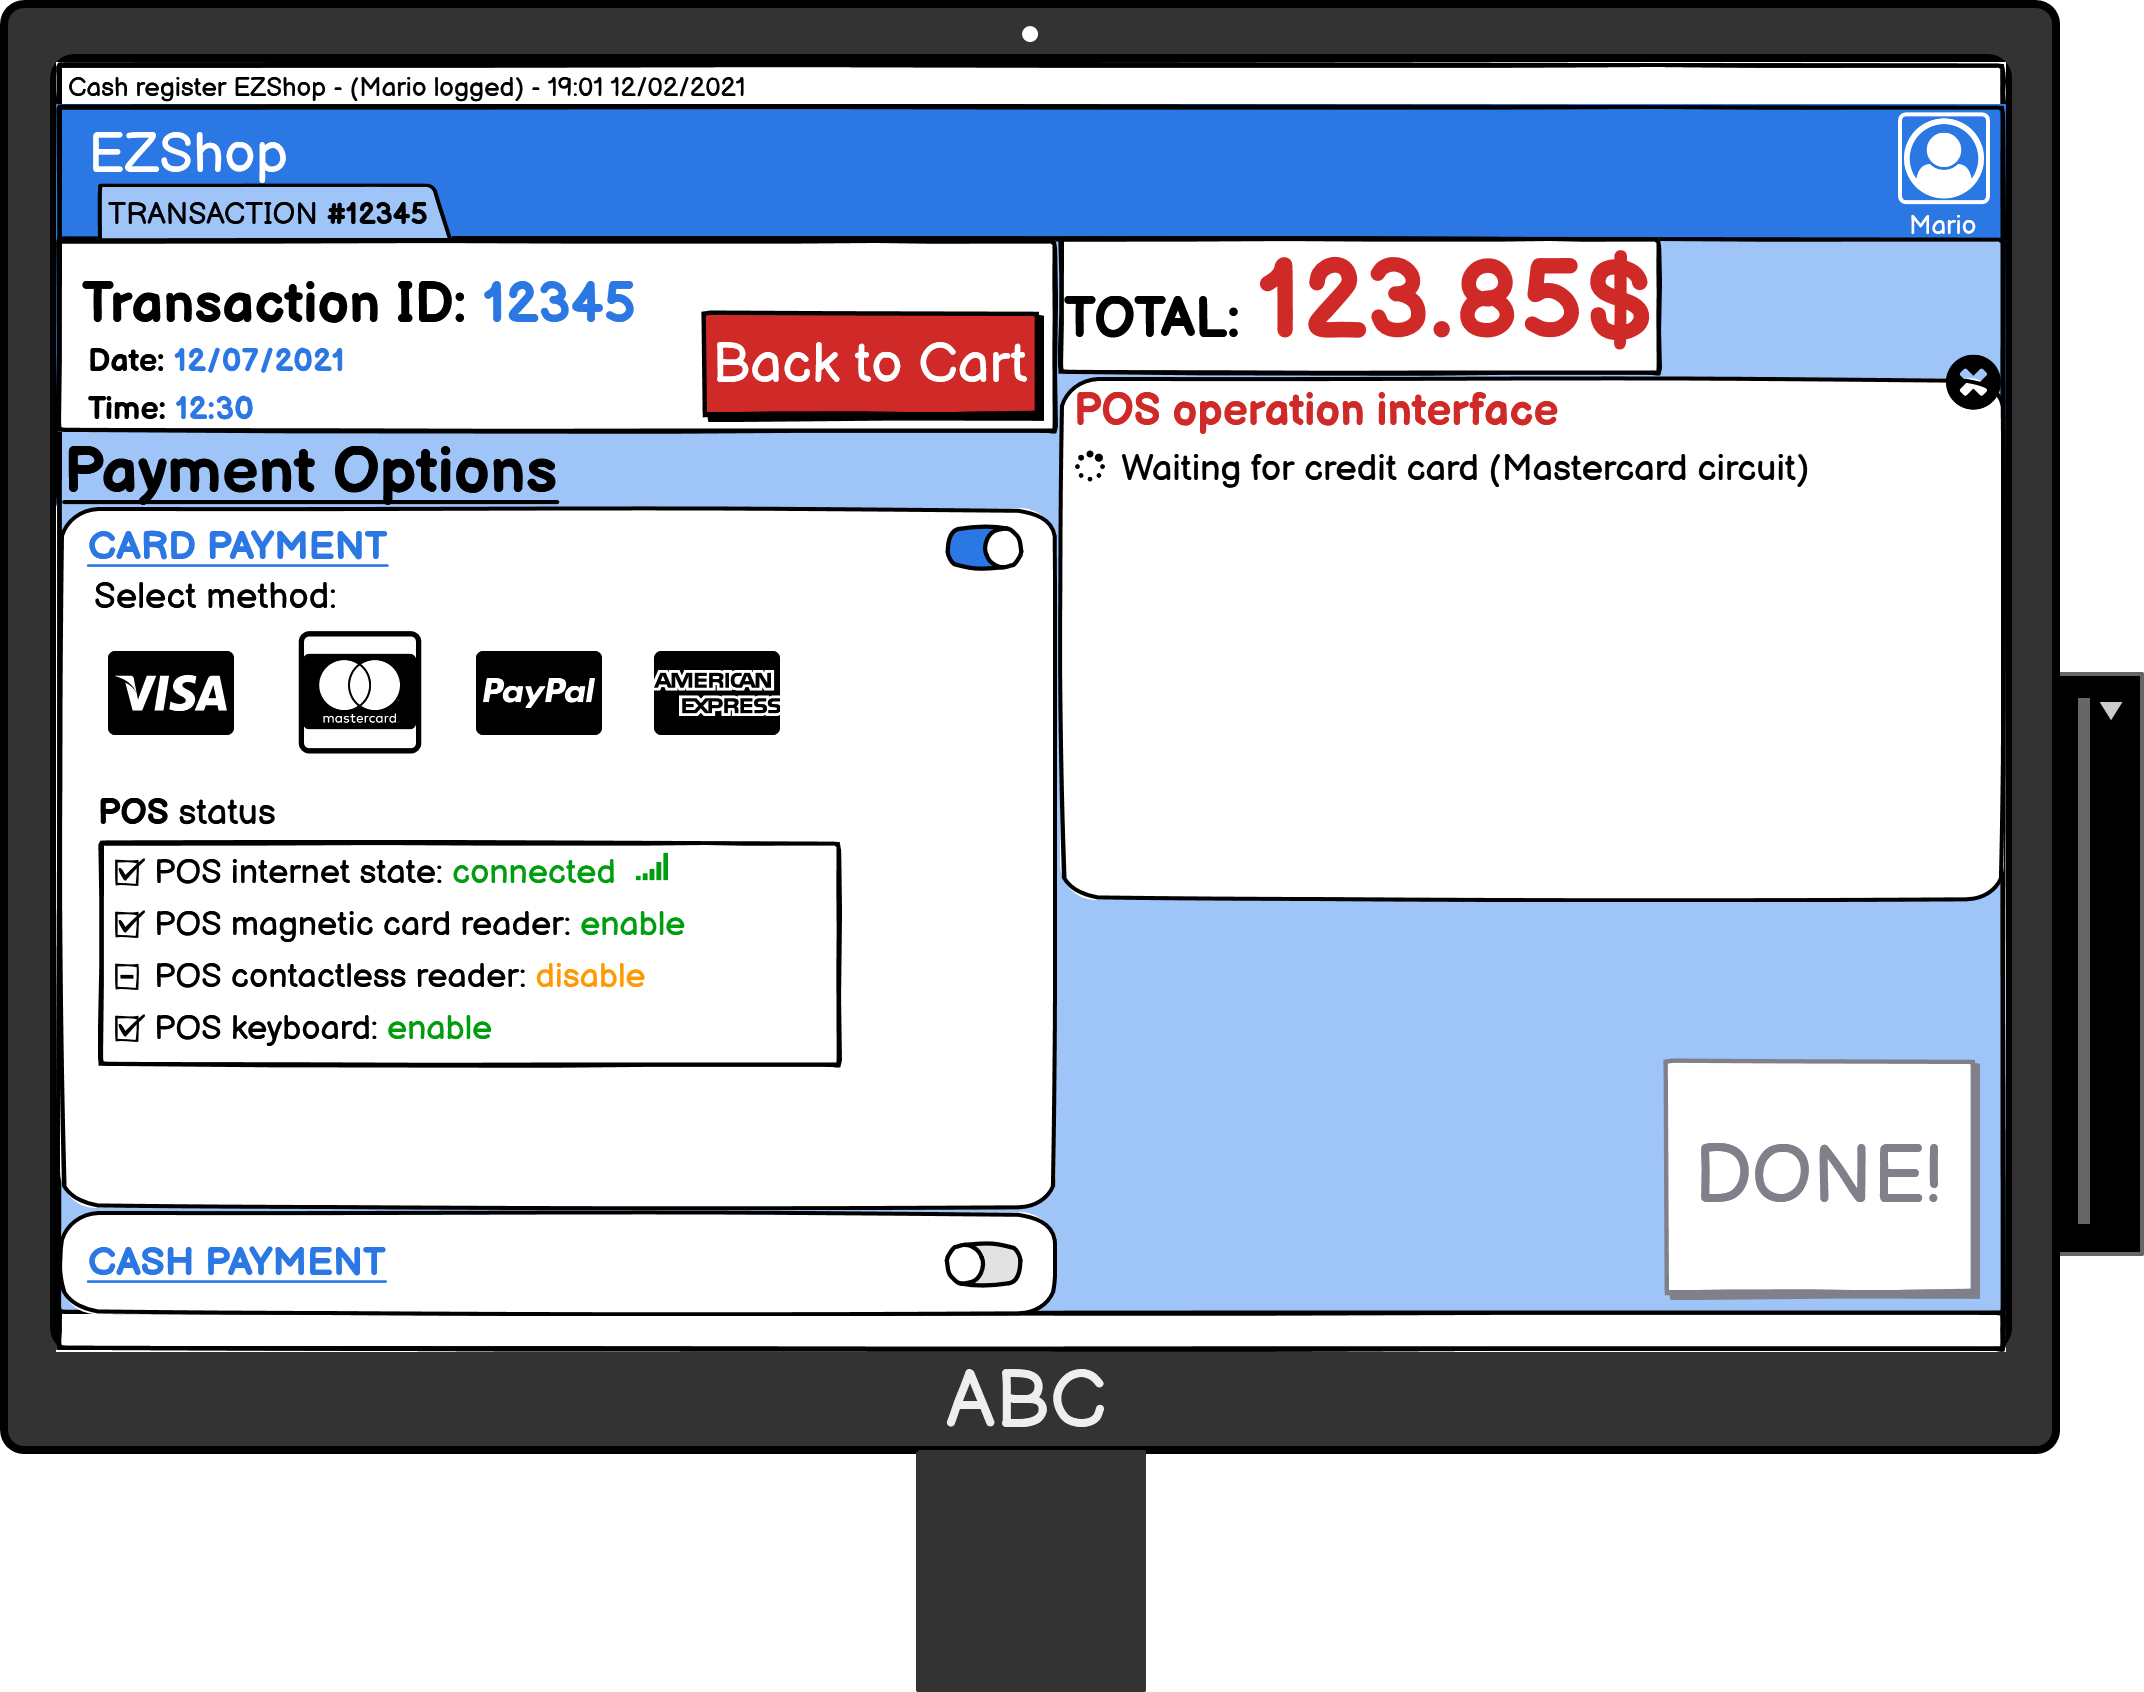 Cash register EZShop - (Mario logged) - 19:01 12/02/2021
EZShop
Mario
TRANSACTION #12345
Transaction ID: 12345
Date: 12/07/2021
Time: 12:30
Back to Cart
TOTAL: 123.85$
Payment Options
CARD PAYMENT
Select method:
VISA
mastercard
PayPal
AMERICAN
EXPRESS
POS status
POS internet state: connected
POS magnetic card reader: enable
POS contactless reader: disable
POS keyboard: enable
CASH PAYMENT
POS operation interface
Waiting for credit card (Mastercard circuit)
DONE!
ABC